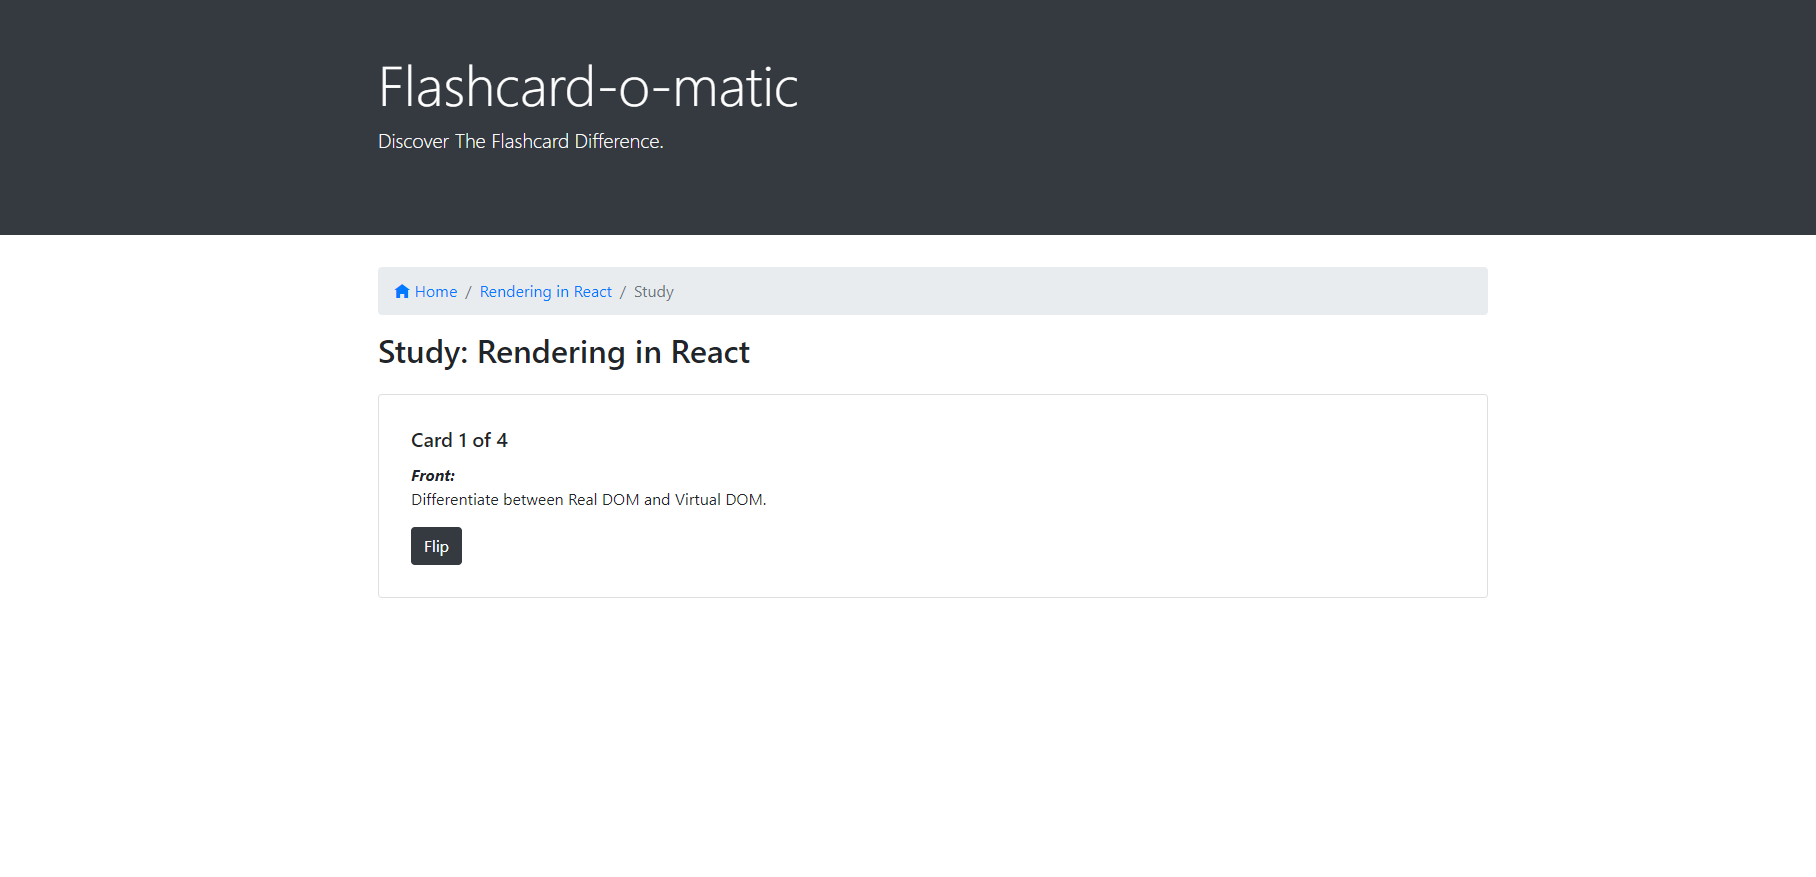 Flashcard-o-matic
Discover The Flashcard Difference.
Home / Rendering in React / Study
Study: Rendering in React
Card 1 of 4
Front:
Differentiate between Real DOM and Virtual DOM.
Flip